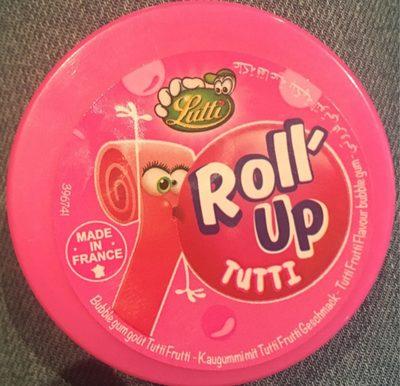 Lutti
Roll'
Up
TUTTI
MADE
IN
FRANCE
396741
Bubble gum goût Tutti Frutti - Kaugummi mit Tutti Frutti Geschmack - Tutti Frutti Flavour bubble gum